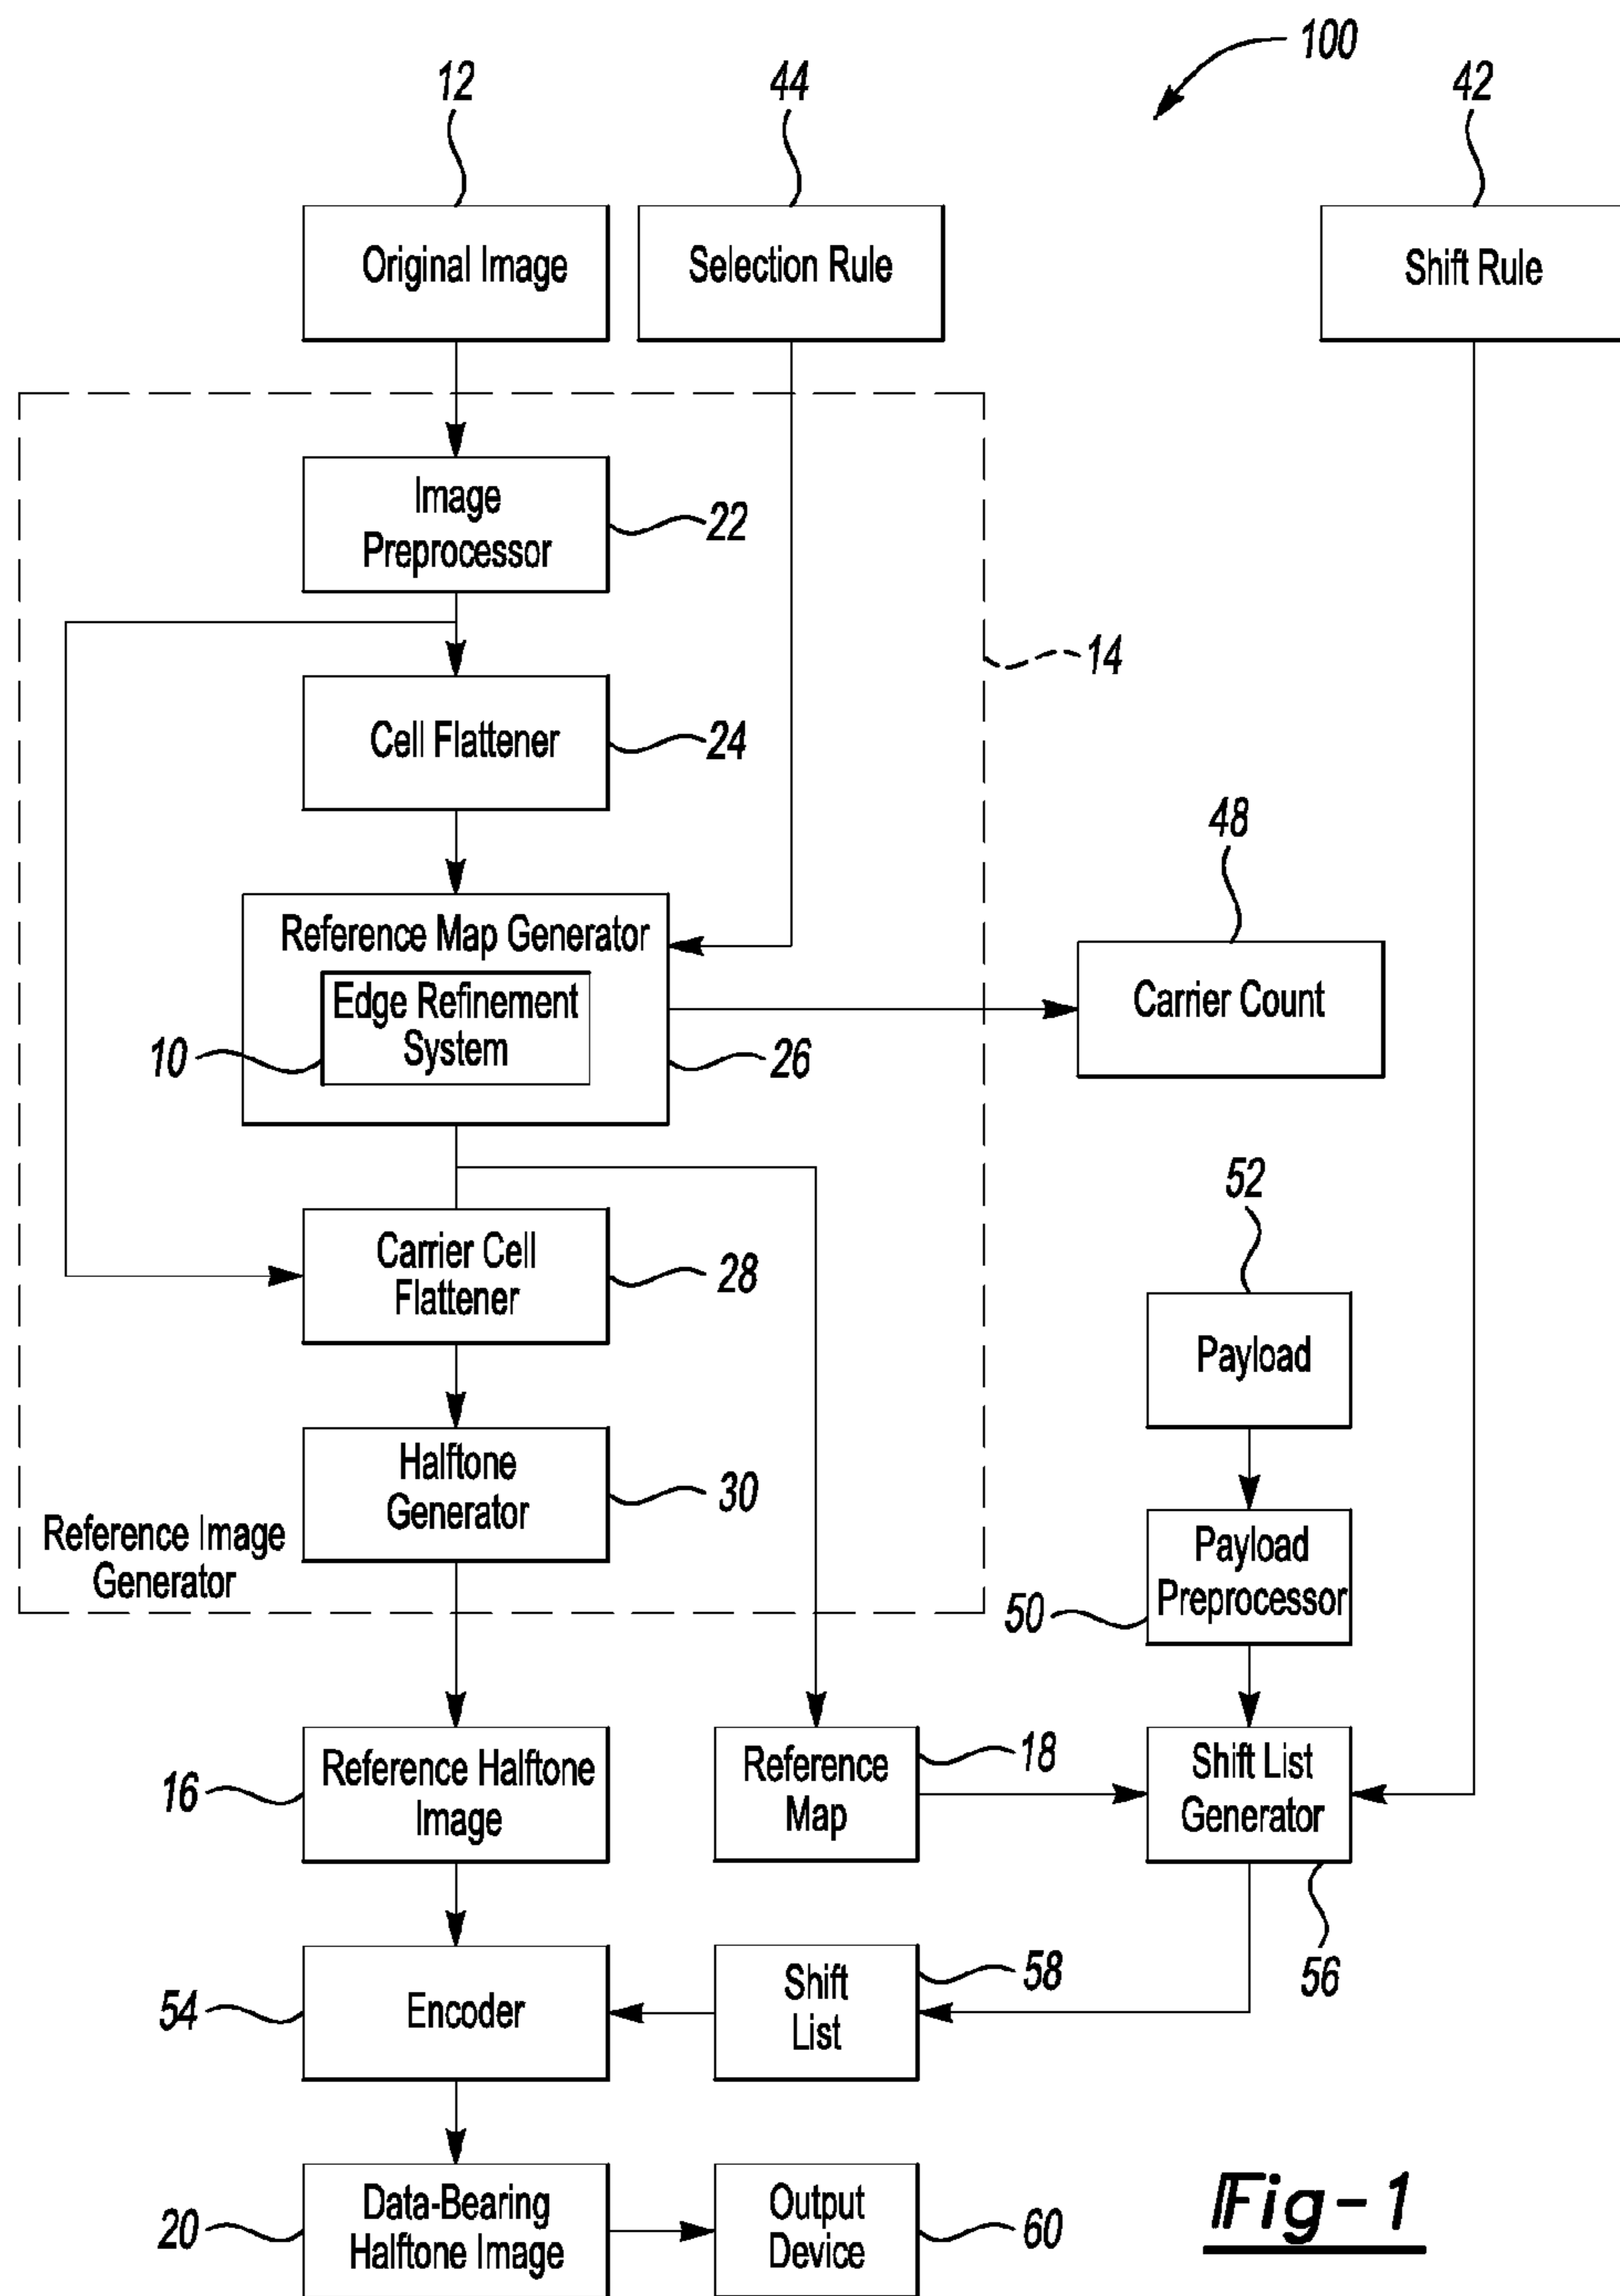 100
12
44
42
Original Image
Selection Rule
Shift Rule
Image
Preprocessor
22
14
Cell Flattener
24
48
Reference Map Generator
Edge Refinement
System
10
26
Carrier Count
52
Carrier Cell
Flattener
28
Payload
Halftone
Generator
30
Reference Image
Generator
Payload
Preprocessor
50
Reference Halftone
Image
16
Reference
Map
18
Shift List
Generator
56
Encoder
54
Shift
List
58
Data-Bearing
Halftone Image
20
Output
Device
60
Fig-1